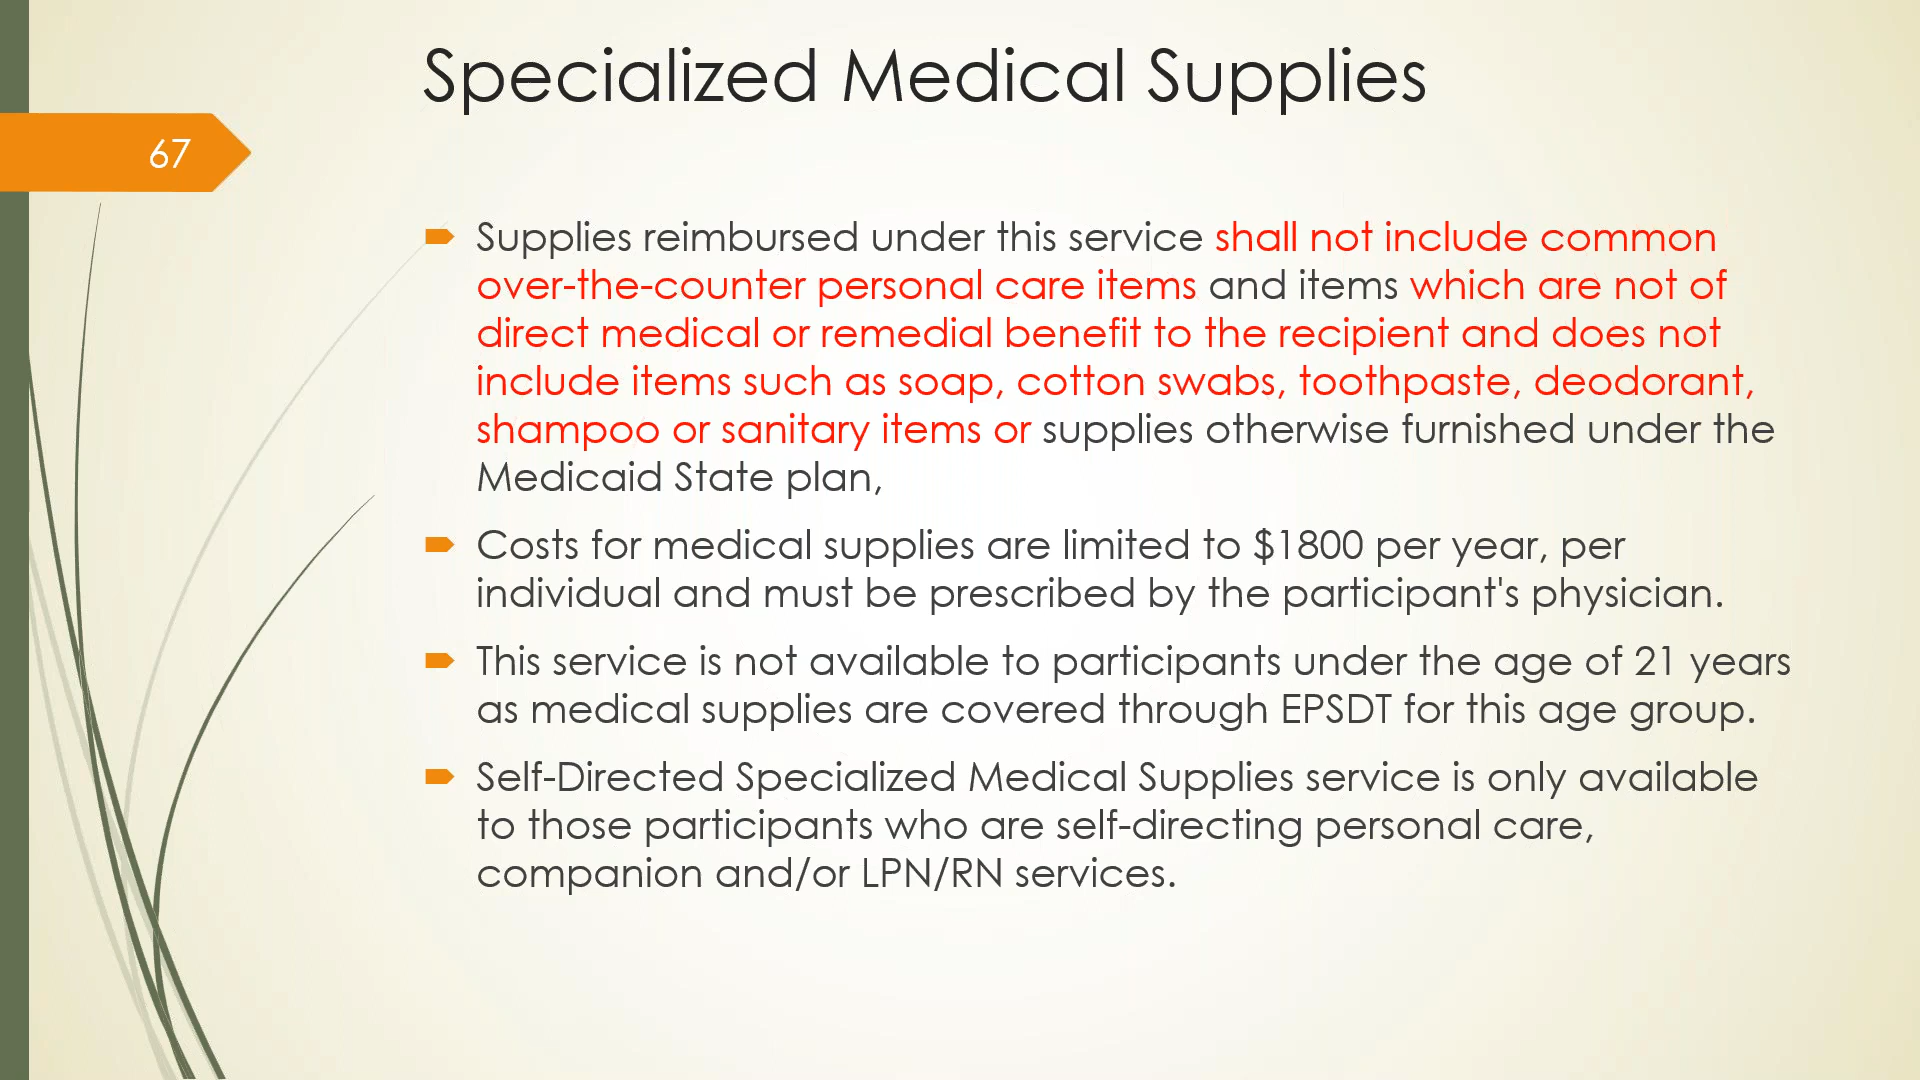 Specialized Medical Supplies
67
Supplies reimbursed under this service shall not include common
over-the-counter personal care items and items which are not of
direct medical or remedial benefit to the recipient and does not
include items such as soap, cotton swabs, toothpaste, deodorant,
shampoo or sanitary items or supplies otherwise furnished under the
Medicaid State plan,
Costs for medical supplies are limited to $1800 per year, per
individual and must be prescribed by the participant's physician.
This service is not available to participants under the age of 21 years
as medical supplies are covered through EPSDT for this age group.
Self-Directed Specialized Medical Supplies service is only available
to those participants who are self-directing personal care,
companion and/or LPN/RN services.